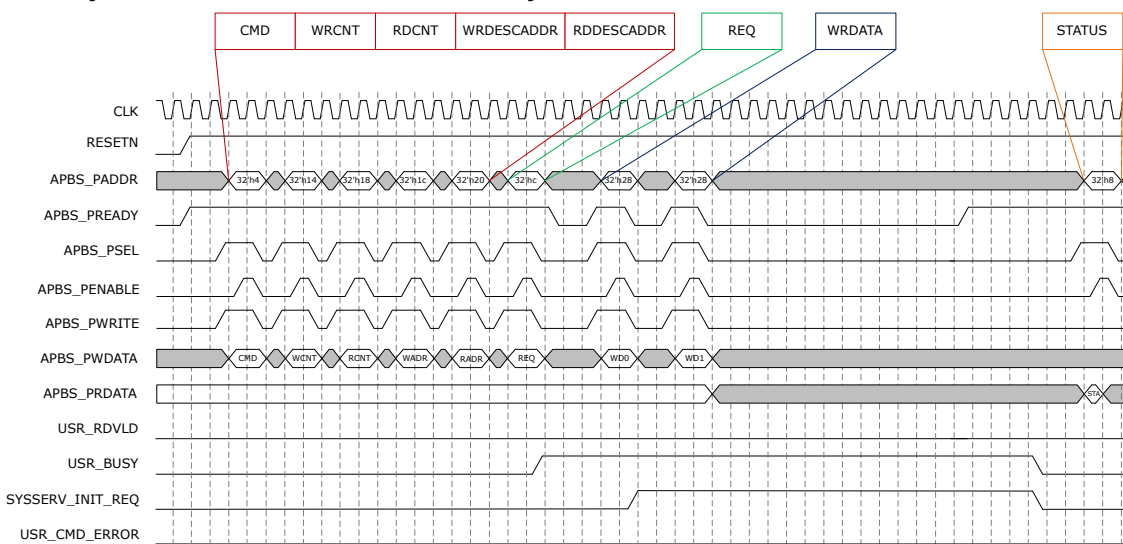 CMD WRCNT RDCNT WRDESCADDR RDDESCADDR REQ WRDATA STATUS
CLK
RESETN
APBS_PADDR 32'h4 32'h14 32'h18 32'h1c 32'h20 32'hc 32'h28 32'h28 32'h8
APBS_PREADY
APBS_PSEL
APBS_PENABLE
APBS_PWRITE
APBS_PWDATA CMD WCNT RCNT WADR RADR REQ WD0 WD1
APBS_PRDATA STA
USR_RDVLD
USR_BUSY
SYSSERV_INIT_REQ
USR_CMD_ERROR